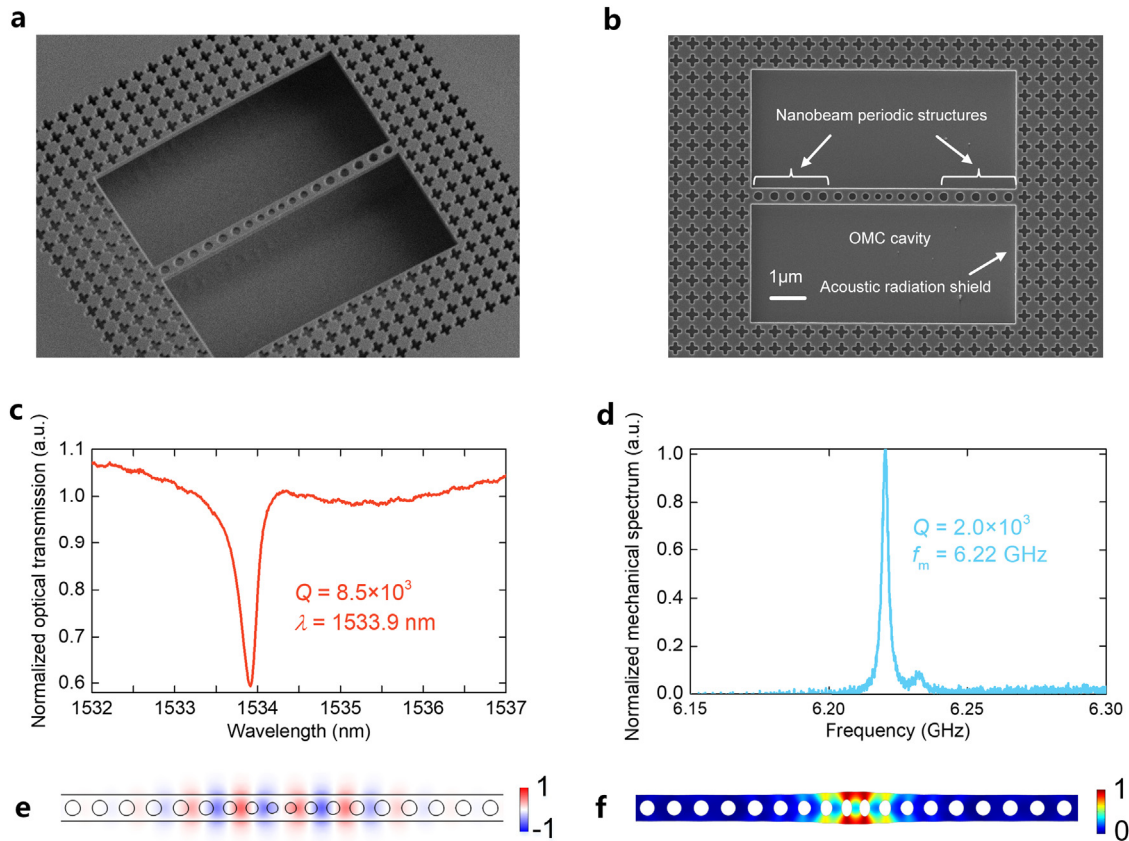 a
b
Nanobeam periodic structures
OMC cavity
1μm
Acoustic radiation shield
c
Normalized optical transmission (a.u.)
1.1
1.0
0.9
0.8
0.7
0.6
Q = 8.5×10³
λ = 1533.9 nm
1532 1533 1534 1535 1536 1537
Wavelength (nm)
d
Normalized mechanical spectrum (a.u.)
1.0
0.8
0.6
0.4
0.2
0.0
Q = 2.0×10³
fm = 6.22 GHz
6.15 6.20 6.25 6.30
Frequency (GHz)
e
1
-1
f
1
0